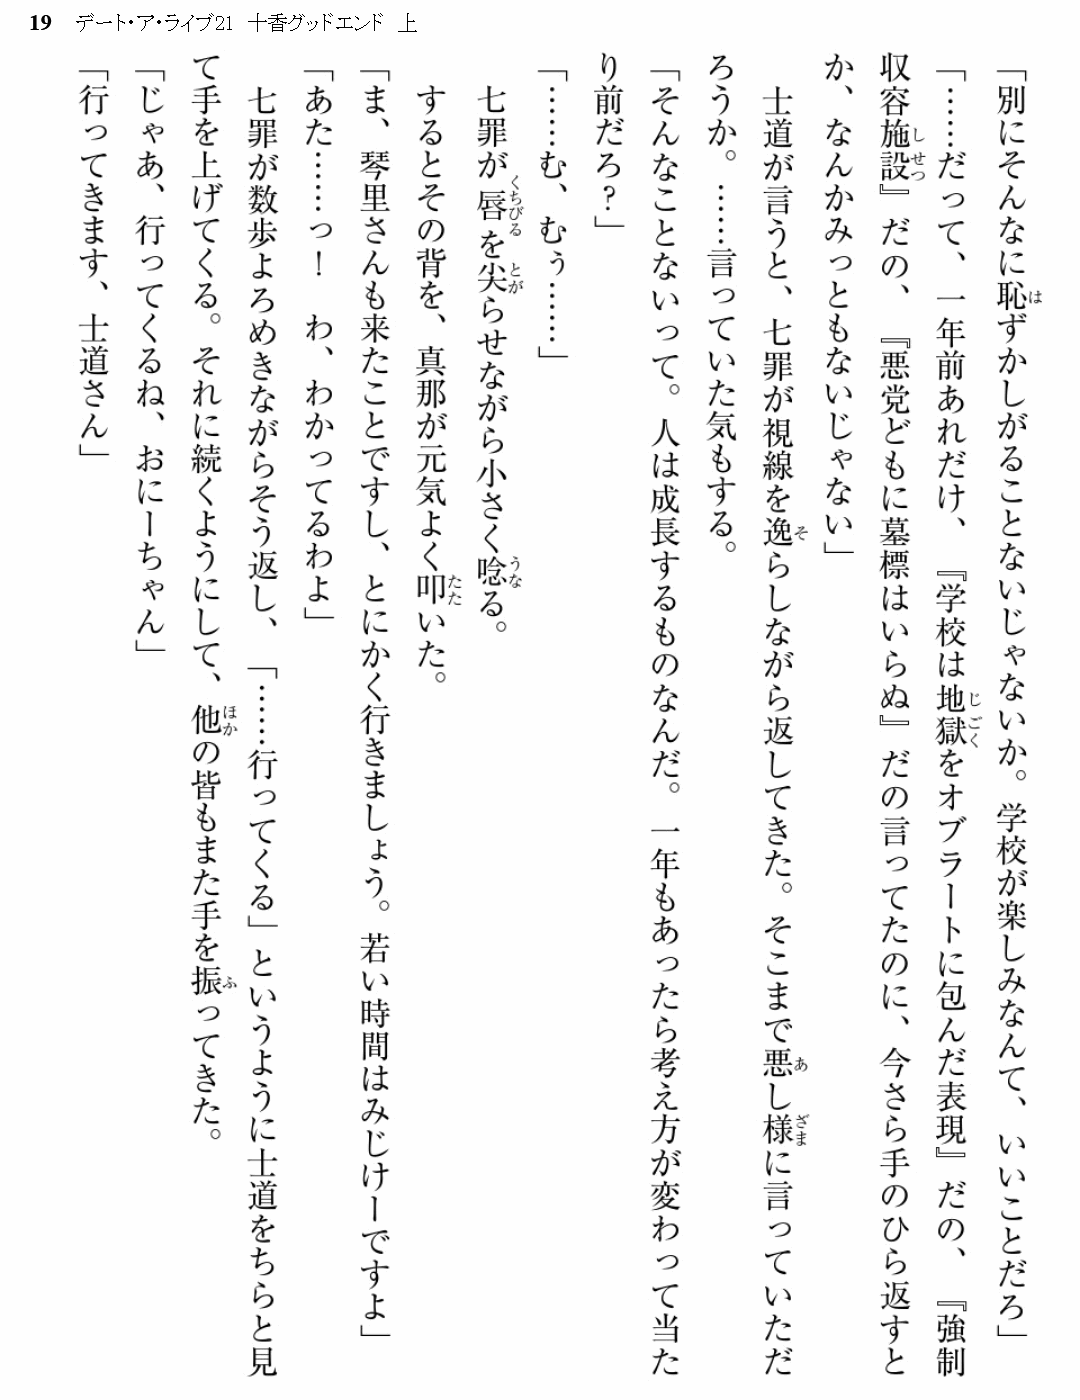 19 デート・ア・ライブ21 十香グッドエンド 上
「別にそんなに恥ずかしがることないじゃないか。学校が楽しみなんて、いいことだろ」
「……だって、一年前あれだけ、『学校は地獄をオブラートに包んだ表現』だの、『強制
収容施設』だの、『悪党どもに墓標はいらぬ』だの言ってたのに、今さら手のひら返すと
か、なんかみっともないじゃない」
　士道が言うと、七罪が視線を逸らしながら返してきた。そこまで悪し様に言っていただ
ろうか。……言っていた気もする。
「そんなことないって。人は成長するものなんだ。一年もあったら考え方が変わって当た
り前だろ？」
「……む、むぅ……」
　七罪が唇を尖らせながら小さく唸る。
　するとその背を、真那が元気よく叩いた。
「ま、琴里さんも来たことですし、とにかく行きましょう。若い時間はみじけーですよ」
「あた……っ！　わ、わかってるわよ」
　七罪が数歩よろめきながらそう返し、「……行ってくる」というように士道をちらと見
て手を上げてくる。それに続くようにして、他の皆もまた手を振ってきた。
「じゃあ、行ってくるね、おにーちゃん」
「行ってきます、士道さん」